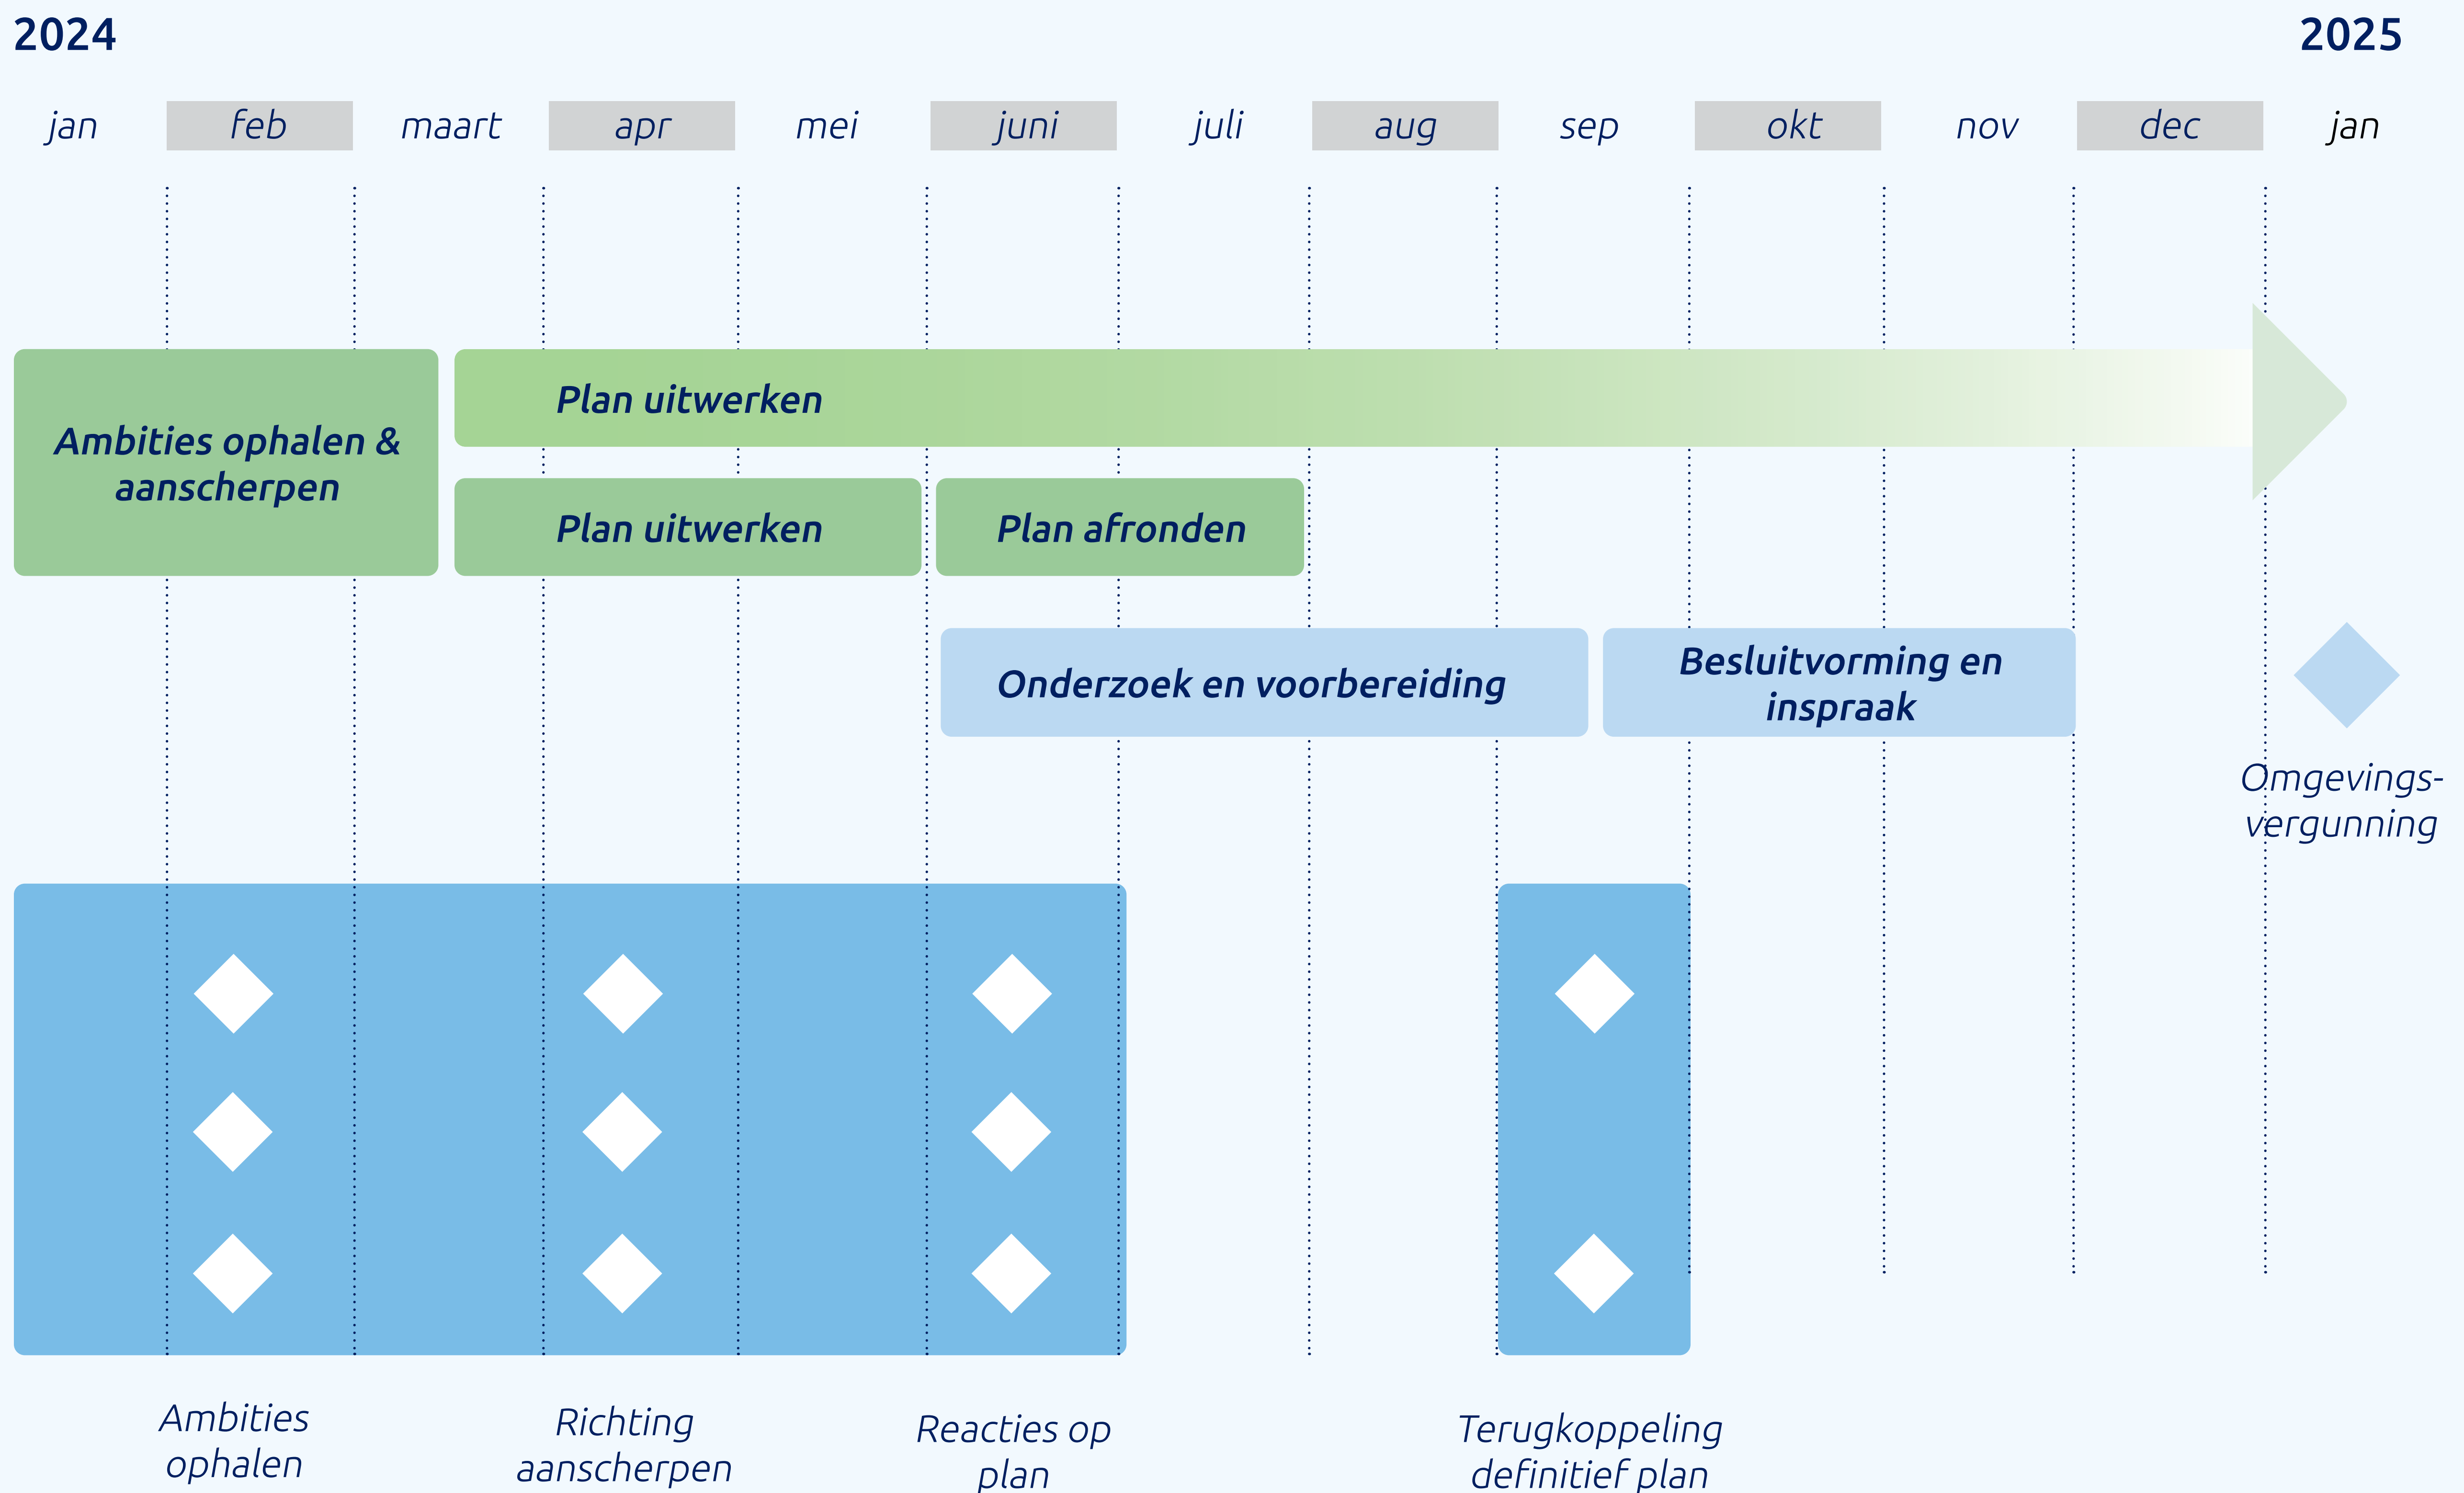 2024
2025
jan
feb
maart
apr
mei
juni
juli
aug
sep
okt
nov
dec
jan
Ambities ophalen &
aanscherpen
Plan uitwerken
Plan uitwerken
Plan afronden
Onderzoek en voorbereiding
Besluitvorming en
inspraak
Omgevings-
vergunning
Ambities
ophalen
Richting
aanscherpen
Reacties op
plan
Terugkoppeling
definitief plan